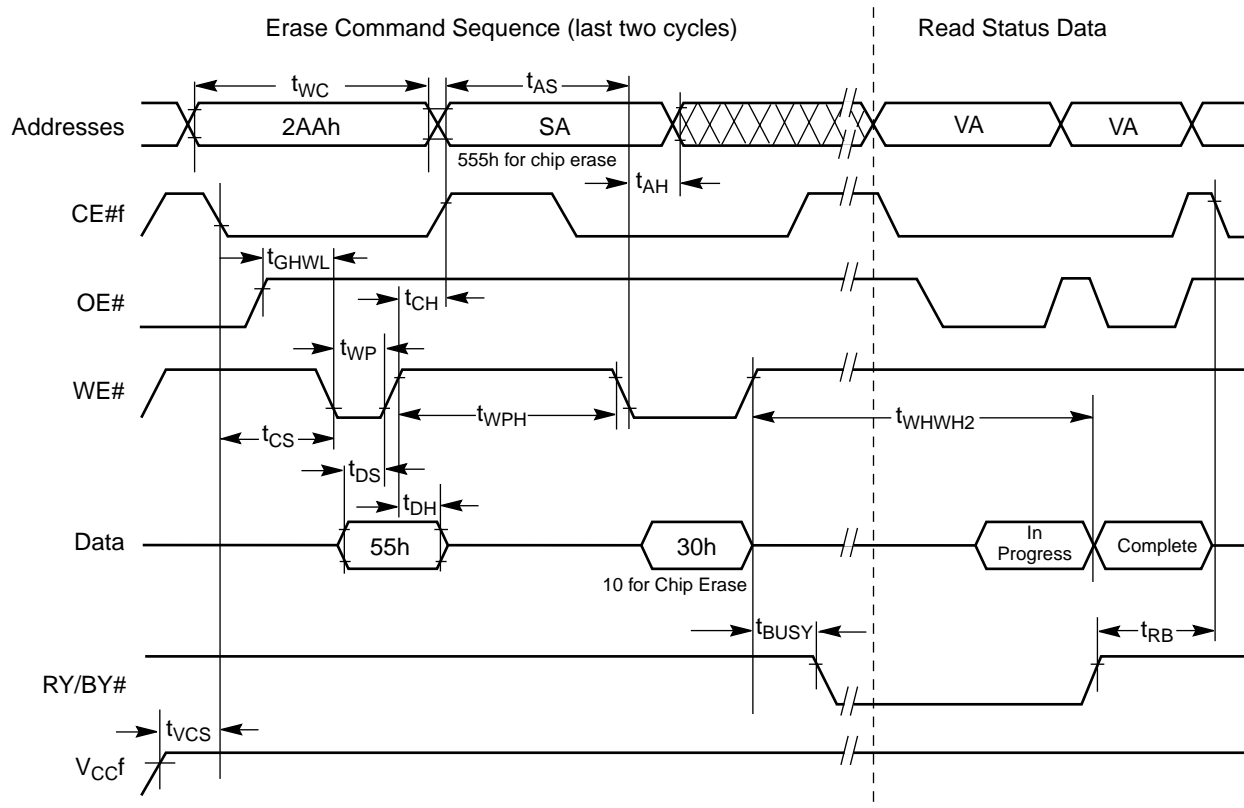 Erase Command Sequence (last two cycles)
Read Status Data
tWC
tAS
Addresses
2AAh
SA
VA
VA
555h for chip erase
tAH
CE#f
tGHWL
OE#
tCH
tWP
WE#
tWPH
tWHWH2
tCS
tDS
tDH
Data
55h
30h
In
Progress
Complete
10 for Chip Erase
tBUSY
tRB
RY/BY#
tVCS
VCCf